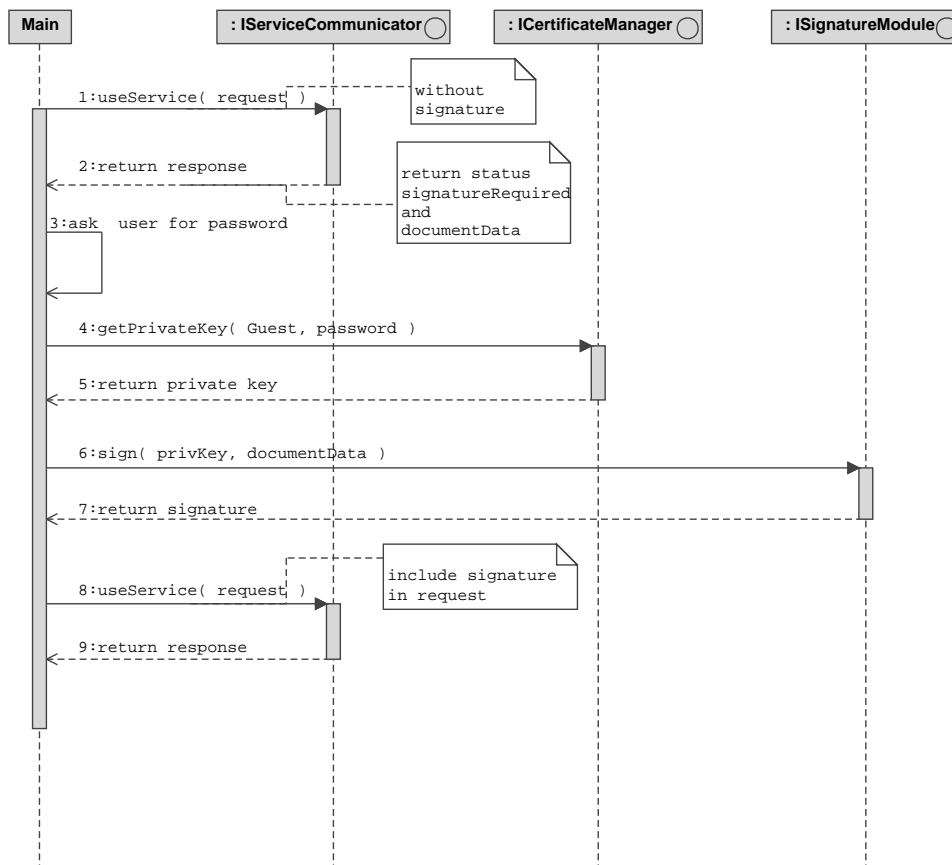 Main
: IServiceCommunicator
: ICertificateManager
: ISignatureModule
1:useService( request )
without
signature
2:return response
return status
signatureRequired
and
documentData
3:ask  user for password
4:getPrivateKey( Guest, password )
5:return private key
6:sign( privKey, documentData )
7:return signature
include signature
in request
8:useService( request )
9:return response